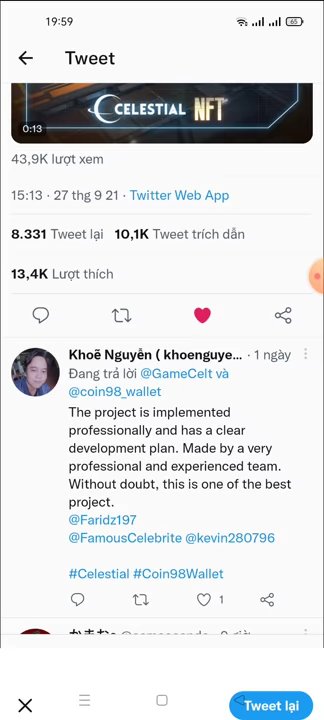 19:59
65
Tweet
CELESTIAL NFT
0:13
43,9K lượt xem
15:13 · 27 thg 9 21 · Twitter Web App
8.331 Tweet lại 10,1K Tweet trích dẫn
13,4K Lượt thích
Khoẽ Nguyễn ( khoenguye... · 1 ngày
Đang trả lời @GameCelt và
@coin98_wallet
The project is implemented
professionally and has a clear
development plan. Made by a very
professional and experienced team.
Without doubt, this is one of the best
project.
@Faridz197
@FamousCelebrite @kevin280796
#Celestial #Coin98Wallet
1
Tweet lại